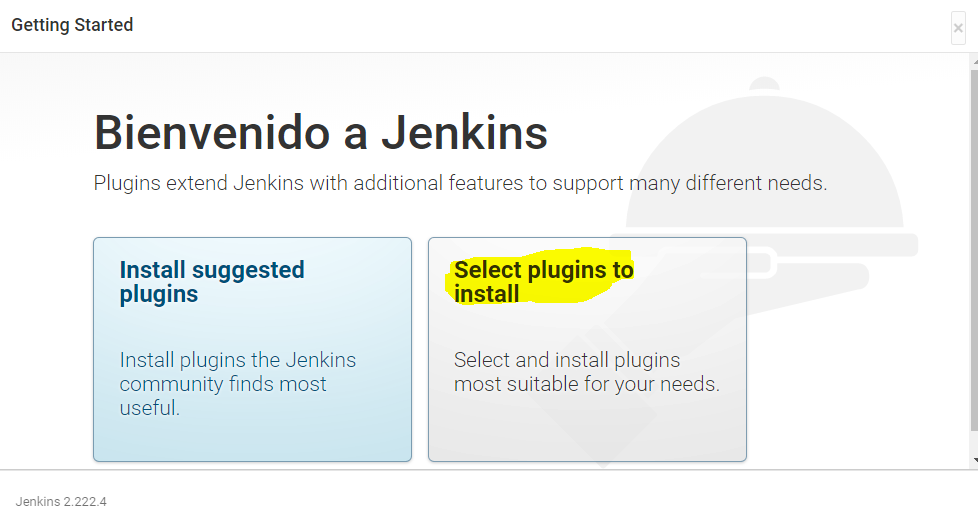 Getting Started
Bienvenido a Jenkins
Plugins extend Jenkins with additional features to support many different needs.
Install suggested
plugins
Install plugins the Jenkins
community finds most
useful.
Select plugins to
install
Select and install plugins
most suitable for your needs.
Jenkins 2.222.4